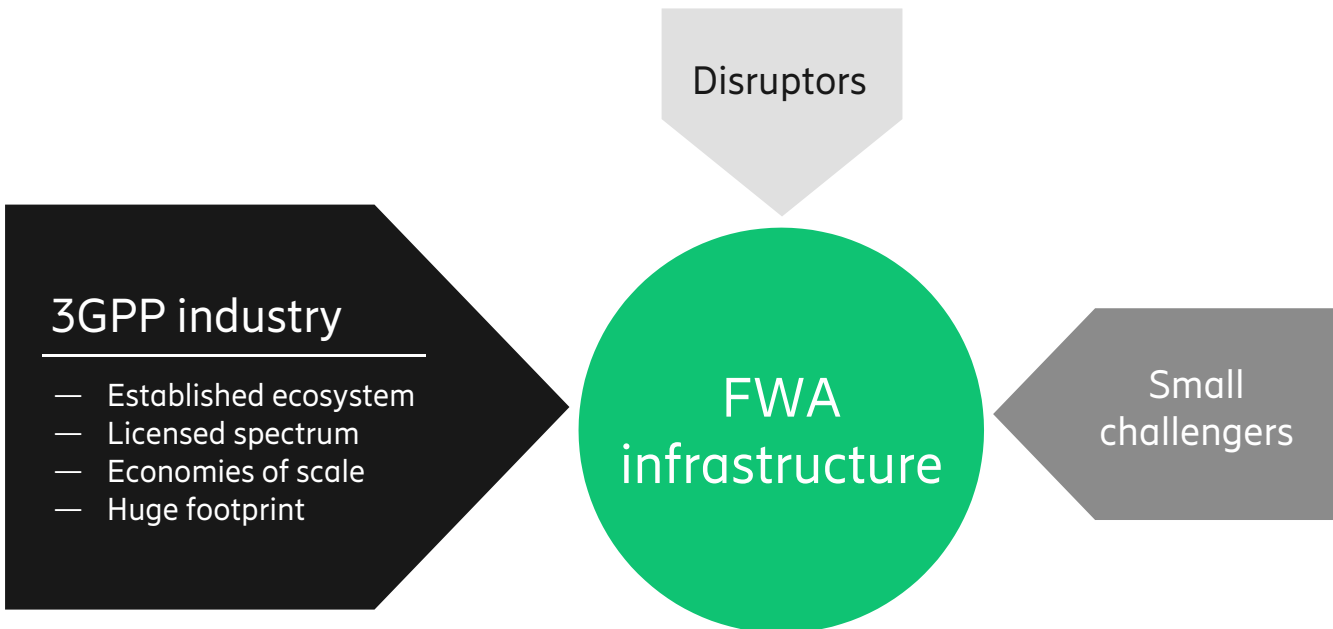 Disruptors
3GPP industry
— Established ecosystem
— Licensed spectrum
— Economies of scale
— Huge footprint
FWA
infrastructure
Small
challengers